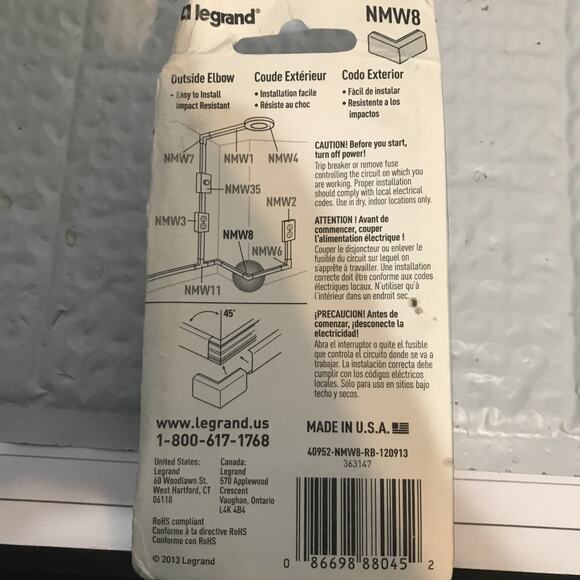 legrand®
NMW8
Outside Elbow
• Easy to Install
Impact Resistant
Coude Extérieur
• Installation facile
• Résiste au choc
Codo Exterior
• Fàcil de instalar
• Resistente a los
impactos
NMW7
NMW1
NMW4
NMW35
NMW2
NMW3
NMW8
NMW6
NMW11
45°
CAUTION! Before you start,
turn off power!
Trip breaker or remove fuse
controlling the circuit on which you
are working. Proper installation
should comply with local electrical
codes. Use in dry, indoor locations only.
ATTENTION ! Avant de
commencer, couper
l'alimentation électrique !
Couper le disjoncteur ou enlever le
fusible du circuit sur lequel on
s'apprête à travailler. Une installation
correcte doit être conforme aux codes
électriques locaux. N'utiliser qu'à
l'intérieur dans un endroit sec.
¡PRECAUCION! Antes de
comenzar, ¡desconecte la
electricidad!
Abra el interruptor o quite el fusible
que controla el circuito donde se va a
trabajar. La instalación correcta debe
cumplir con los códigos eléctricos
locales. Sólo para uso en sitios bajo
techo y secos.
www.legrand.us
1-800-617-1768
United States:
Legrand
60 Woodlawn St.
West Hartford, CT
06110
Canada:
Legrand
570 Applewood
Crescent
Vaughan, Ontario
L4K 4B4
RoHS compliant
Conforme à la directive RoHS
Conforme con RoHS
© 2013 Legrand
MADE IN U.S.A.
40952-NMW8-RB-120913
363147
0 86698 88045 2